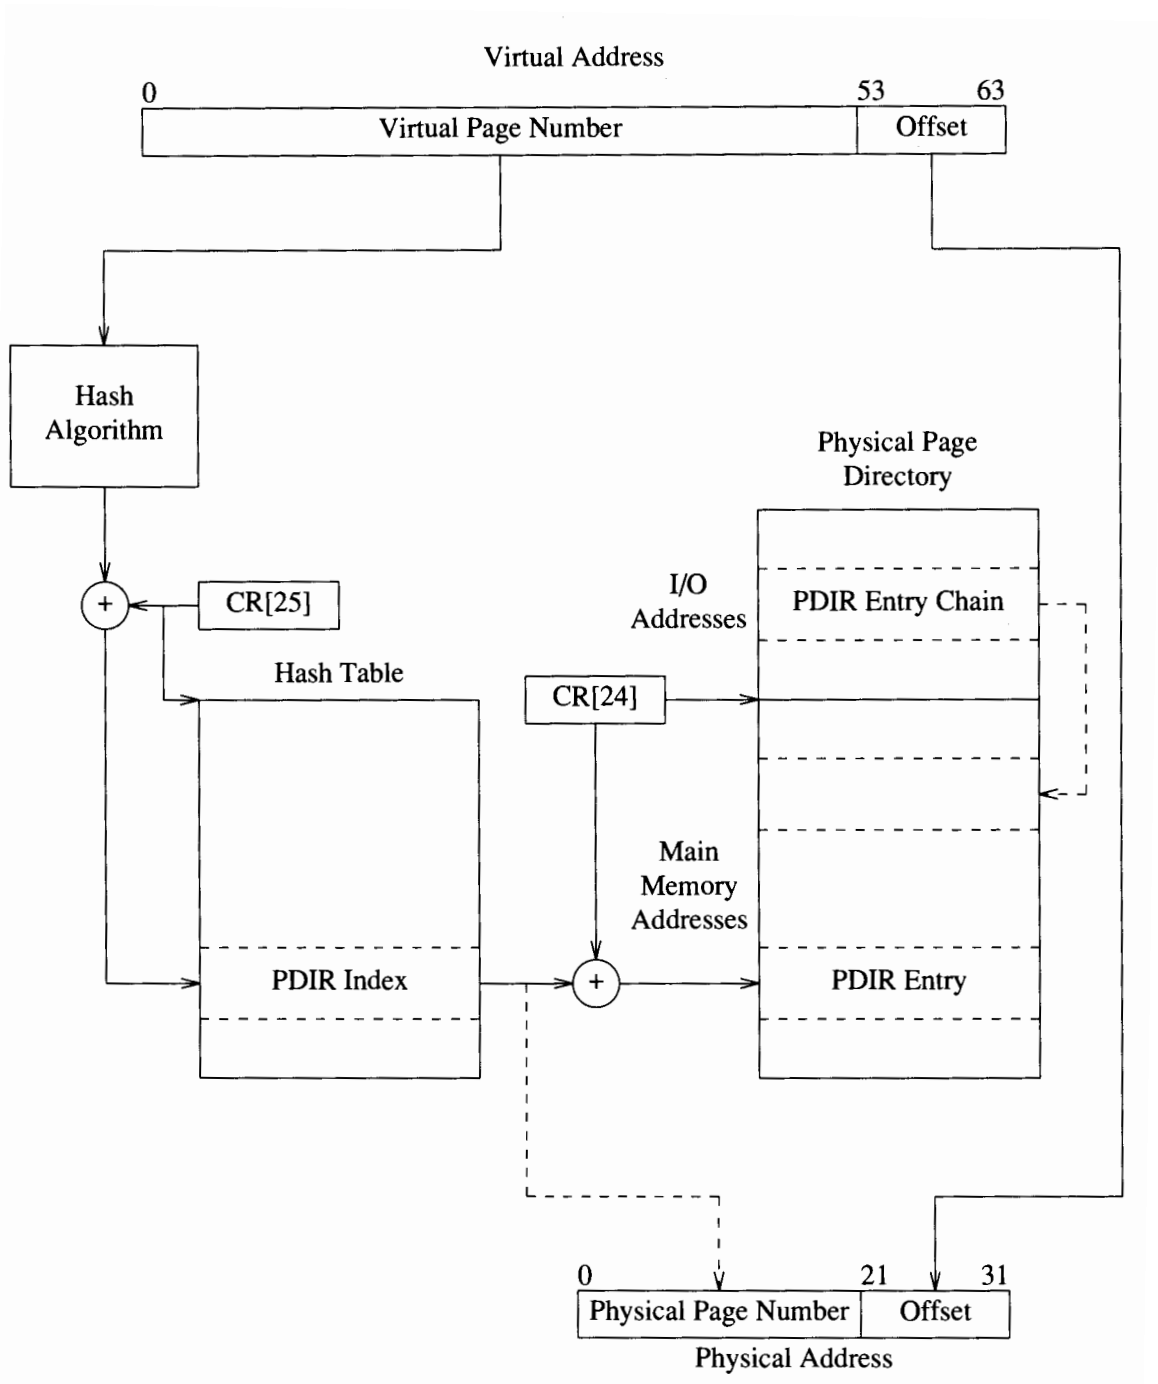 Virtual Address
0 53 63
Virtual Page Number Offset
Hash
Algorithm
Physical Page
Directory
I/O
Addresses
PDIR Entry Chain
+ CR[25]
Hash Table
CR[24]
Main
Memory
Addresses
PDIR Index + PDIR Entry
0 21 31
Physical Page Number Offset
Physical Address